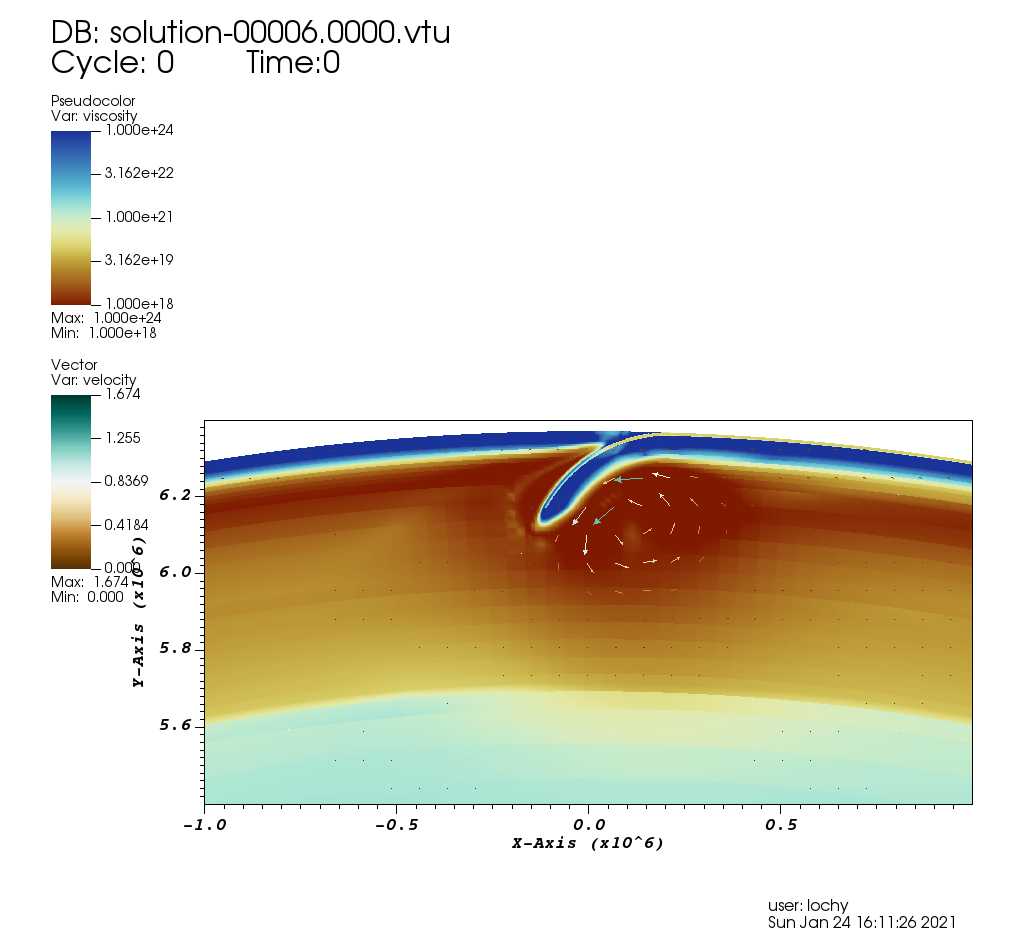 DB: solution-00006.0000.vtu
Cycle: 0 Time:0
Pseudocolor
Var: viscosity
1.000e+24
3.162e+22
1.000e+21
3.162e+19
1.000e+18
Max: 1.000e+24
Min: 1.000e+18
Vector
Var: velocity
1.674
1.255
0.8369
0.4184
0.000
Max: 1.674
Min: 0.000
Y-Axis (x10^6)
6.2
6.0
5.8
5.6
-1.0 -0.5 0.0 0.5
X-Axis (x10^6)
user: lochy
Sun Jan 24 16:11:26 2021